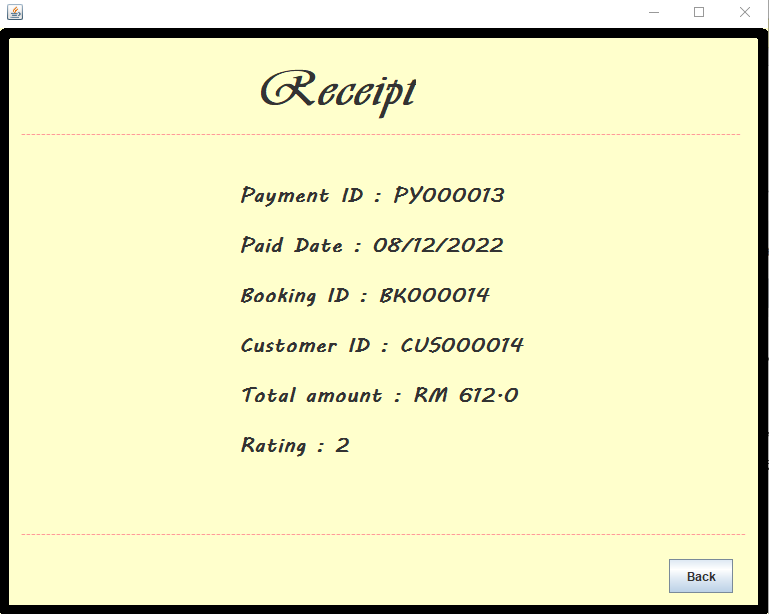 Receipt
Payment ID : PY000013
Paid Date : 08/12/2022
Booking ID : BK000014
Customer ID : CUS000014
Total amount : RM 612.0
Rating : 2
Back